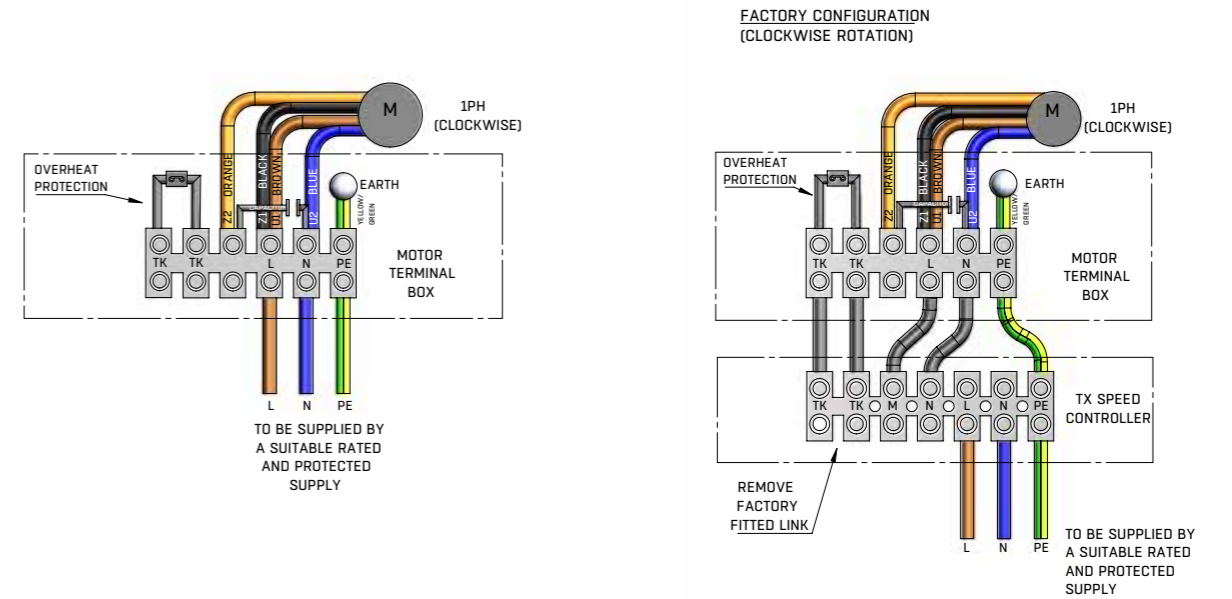 FACTORY CONFIGURATION
(CLOCKWISE ROTATION)
M
1PH
(CLOCKWISE)
OVERHEAT
PROTECTION
Z2 ORANGE
Z1 BLACK
U1 BROWN
U2 BLUE
EARTH
YELLOW/
GREEN
TK TK L N PE
MOTOR
TERMINAL
BOX
L N PE
TO BE SUPPLIED BY
A SUITABLE RATED
AND PROTECTED
SUPPLY
M
1PH
(CLOCKWISE)
OVERHEAT
PROTECTION
Z2 ORANGE
Z1 BLACK
U1 BROWN
U2 BLUE
EARTH
YELLOW/
GREEN
TK TK L N PE
MOTOR
TERMINAL
BOX
TK TK M N L N PE
TX SPEED
CONTROLLER
REMOVE
FACTORY
FITTED LINK
L N PE
TO BE SUPPLIED BY
A SUITABLE RATED
AND PROTECTED
SUPPLY